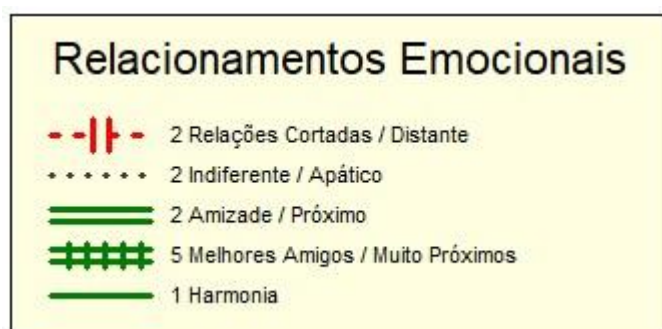 Relacionamentos Emocionais
2 Relações Cortadas / Distante
2 Indiferente / Apático
2 Amizade / Próximo
5 Melhores Amigos / Muito Próximos
1 Harmonia